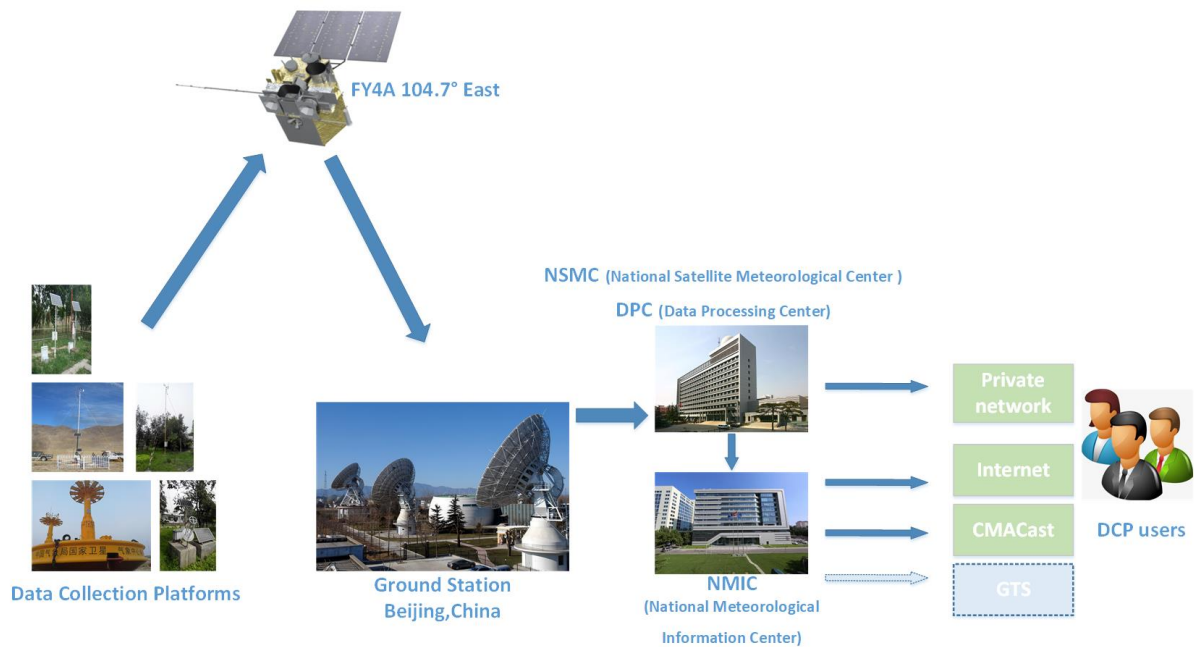 FY4A 104.7° East
NSMC (National Satellite Meteorological Center )
DPC (Data Processing Center)
Private
network
Internet
CMACast
GTS
DCP users
Data Collection Platforms
Ground Station
Beijing,China
NMIC
(National Meteorological
Information Center)